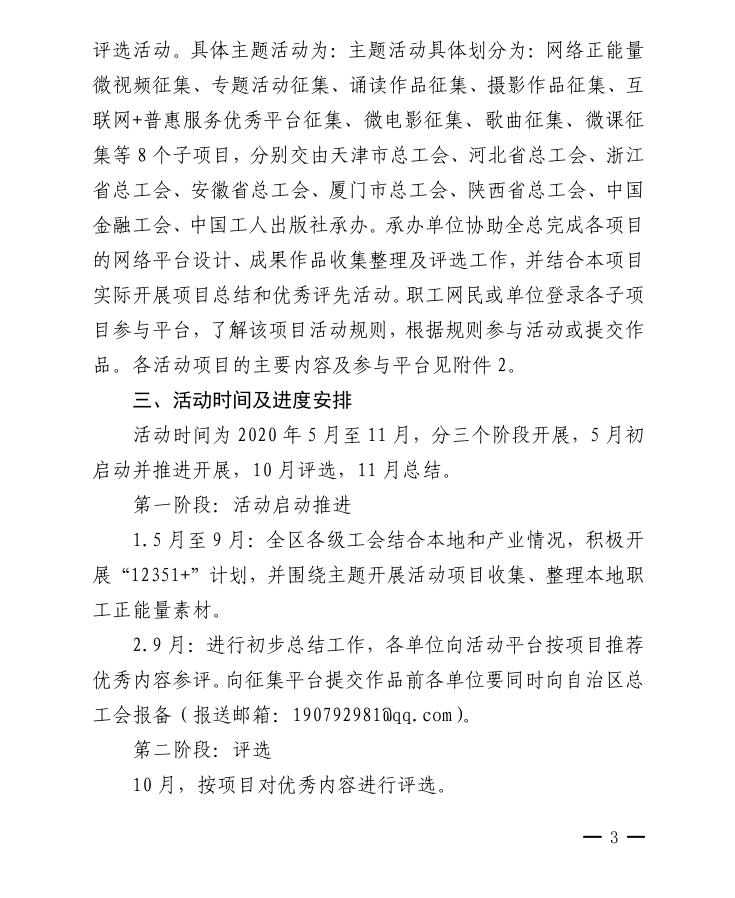 评选活动。具体主题活动为：主题活动具体划分为：网络正能量
微视频征集、专题活动征集、诵读作品征集、摄影作品征集、互
联网+普惠服务优秀平台征集、微电影征集、歌曲征集、微课征
集等 8 个子项目，分别交由天津市总工会、河北省总工会、浙江
省总工会、安徽省总工会、厦门市总工会、陕西省总工会、中国
金融工会、中国工人出版社承办。承办单位协助全总完成各项目
的网络平台设计、成果作品收集整理及评选工作，并结合本项目
实际开展项目总结和优秀评先活动。职工网民或单位登录各子项
目参与平台，了解该项目活动规则，根据规则参与活动或提交作
品。各活动项目的主要内容及参与平台见附件 2。
三、活动时间及进度安排
活动时间为 2020 年 5 月至 11 月，分三个阶段开展，5 月初
启动并推进开展，10 月评选，11 月总结。
第一阶段：活动启动推进
1.5 月至 9 月：全区各级工会结合本地和产业情况，积极开
展“12351+”计划，并围绕主题开展活动项目收集、整理本地职
工正能量素材。
2.9 月：进行初步总结工作，各单位向活动平台按项目推荐
优秀内容参评。向征集平台提交作品前各单位要同时向自治区总
工会报备（报送邮箱：190792981@qq.com）。
第二阶段：评选
10 月，按项目对优秀内容进行评选。
— 3 —